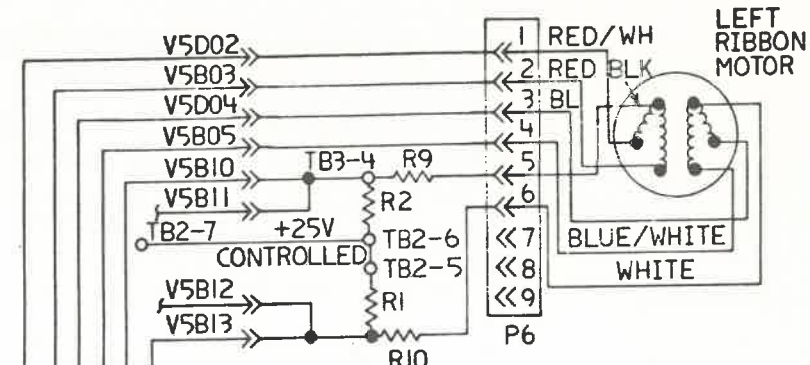 LEFT
RIBBON
MOTOR
V5D02
1 RED/WH
V5B03
2 RED BLK
V5D04
3 BL
V5B05
4
V5B10
TB3-4 R9
5
V5B11
R2
6
TB2-7
+25V
CONTROLLED
TB2-6
7
BLUE/WHITE
TB2-5
8
WHITE
V5B12
R1
9
V5B13
P6
R10